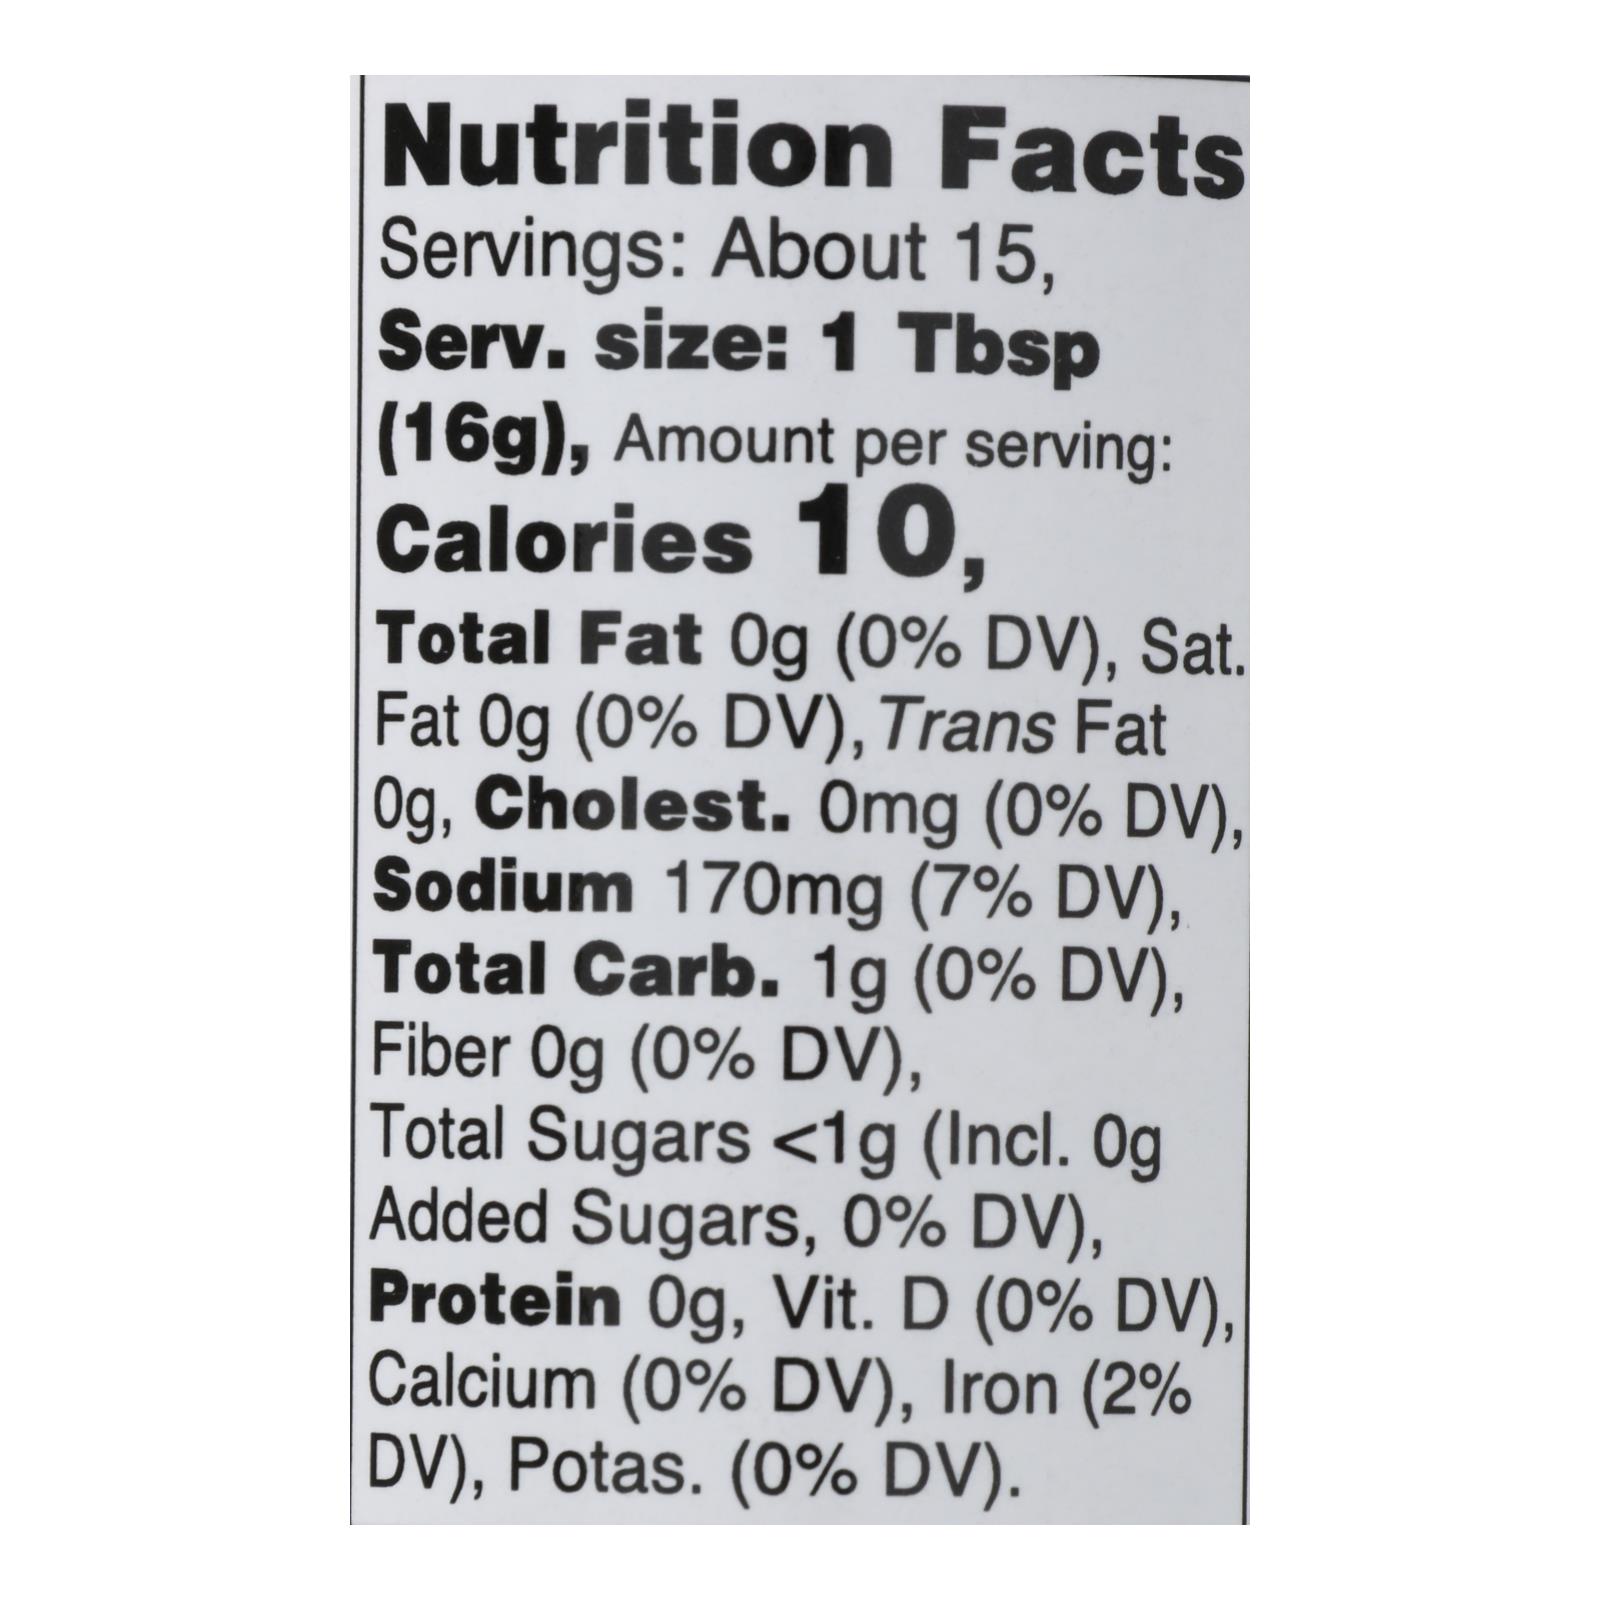 Nutrition Facts
Servings: About 15,
Serv. size: 1 Tbsp
(16g), Amount per serving:
Calories 10,
Total Fat 0g (0% DV), Sat.
Fat 0g (0% DV), Trans Fat
0g, Cholest. 0mg (0% DV),
Sodium 170mg (7% DV),
Total Carb. 1g (0% DV),
Fiber 0g (0% DV),
Total Sugars <1g (Incl. 0g
Added Sugars, 0% DV),
Protein 0g, Vit. D (0% DV),
Calcium (0% DV), Iron (2%
DV), Potas. (0% DV).